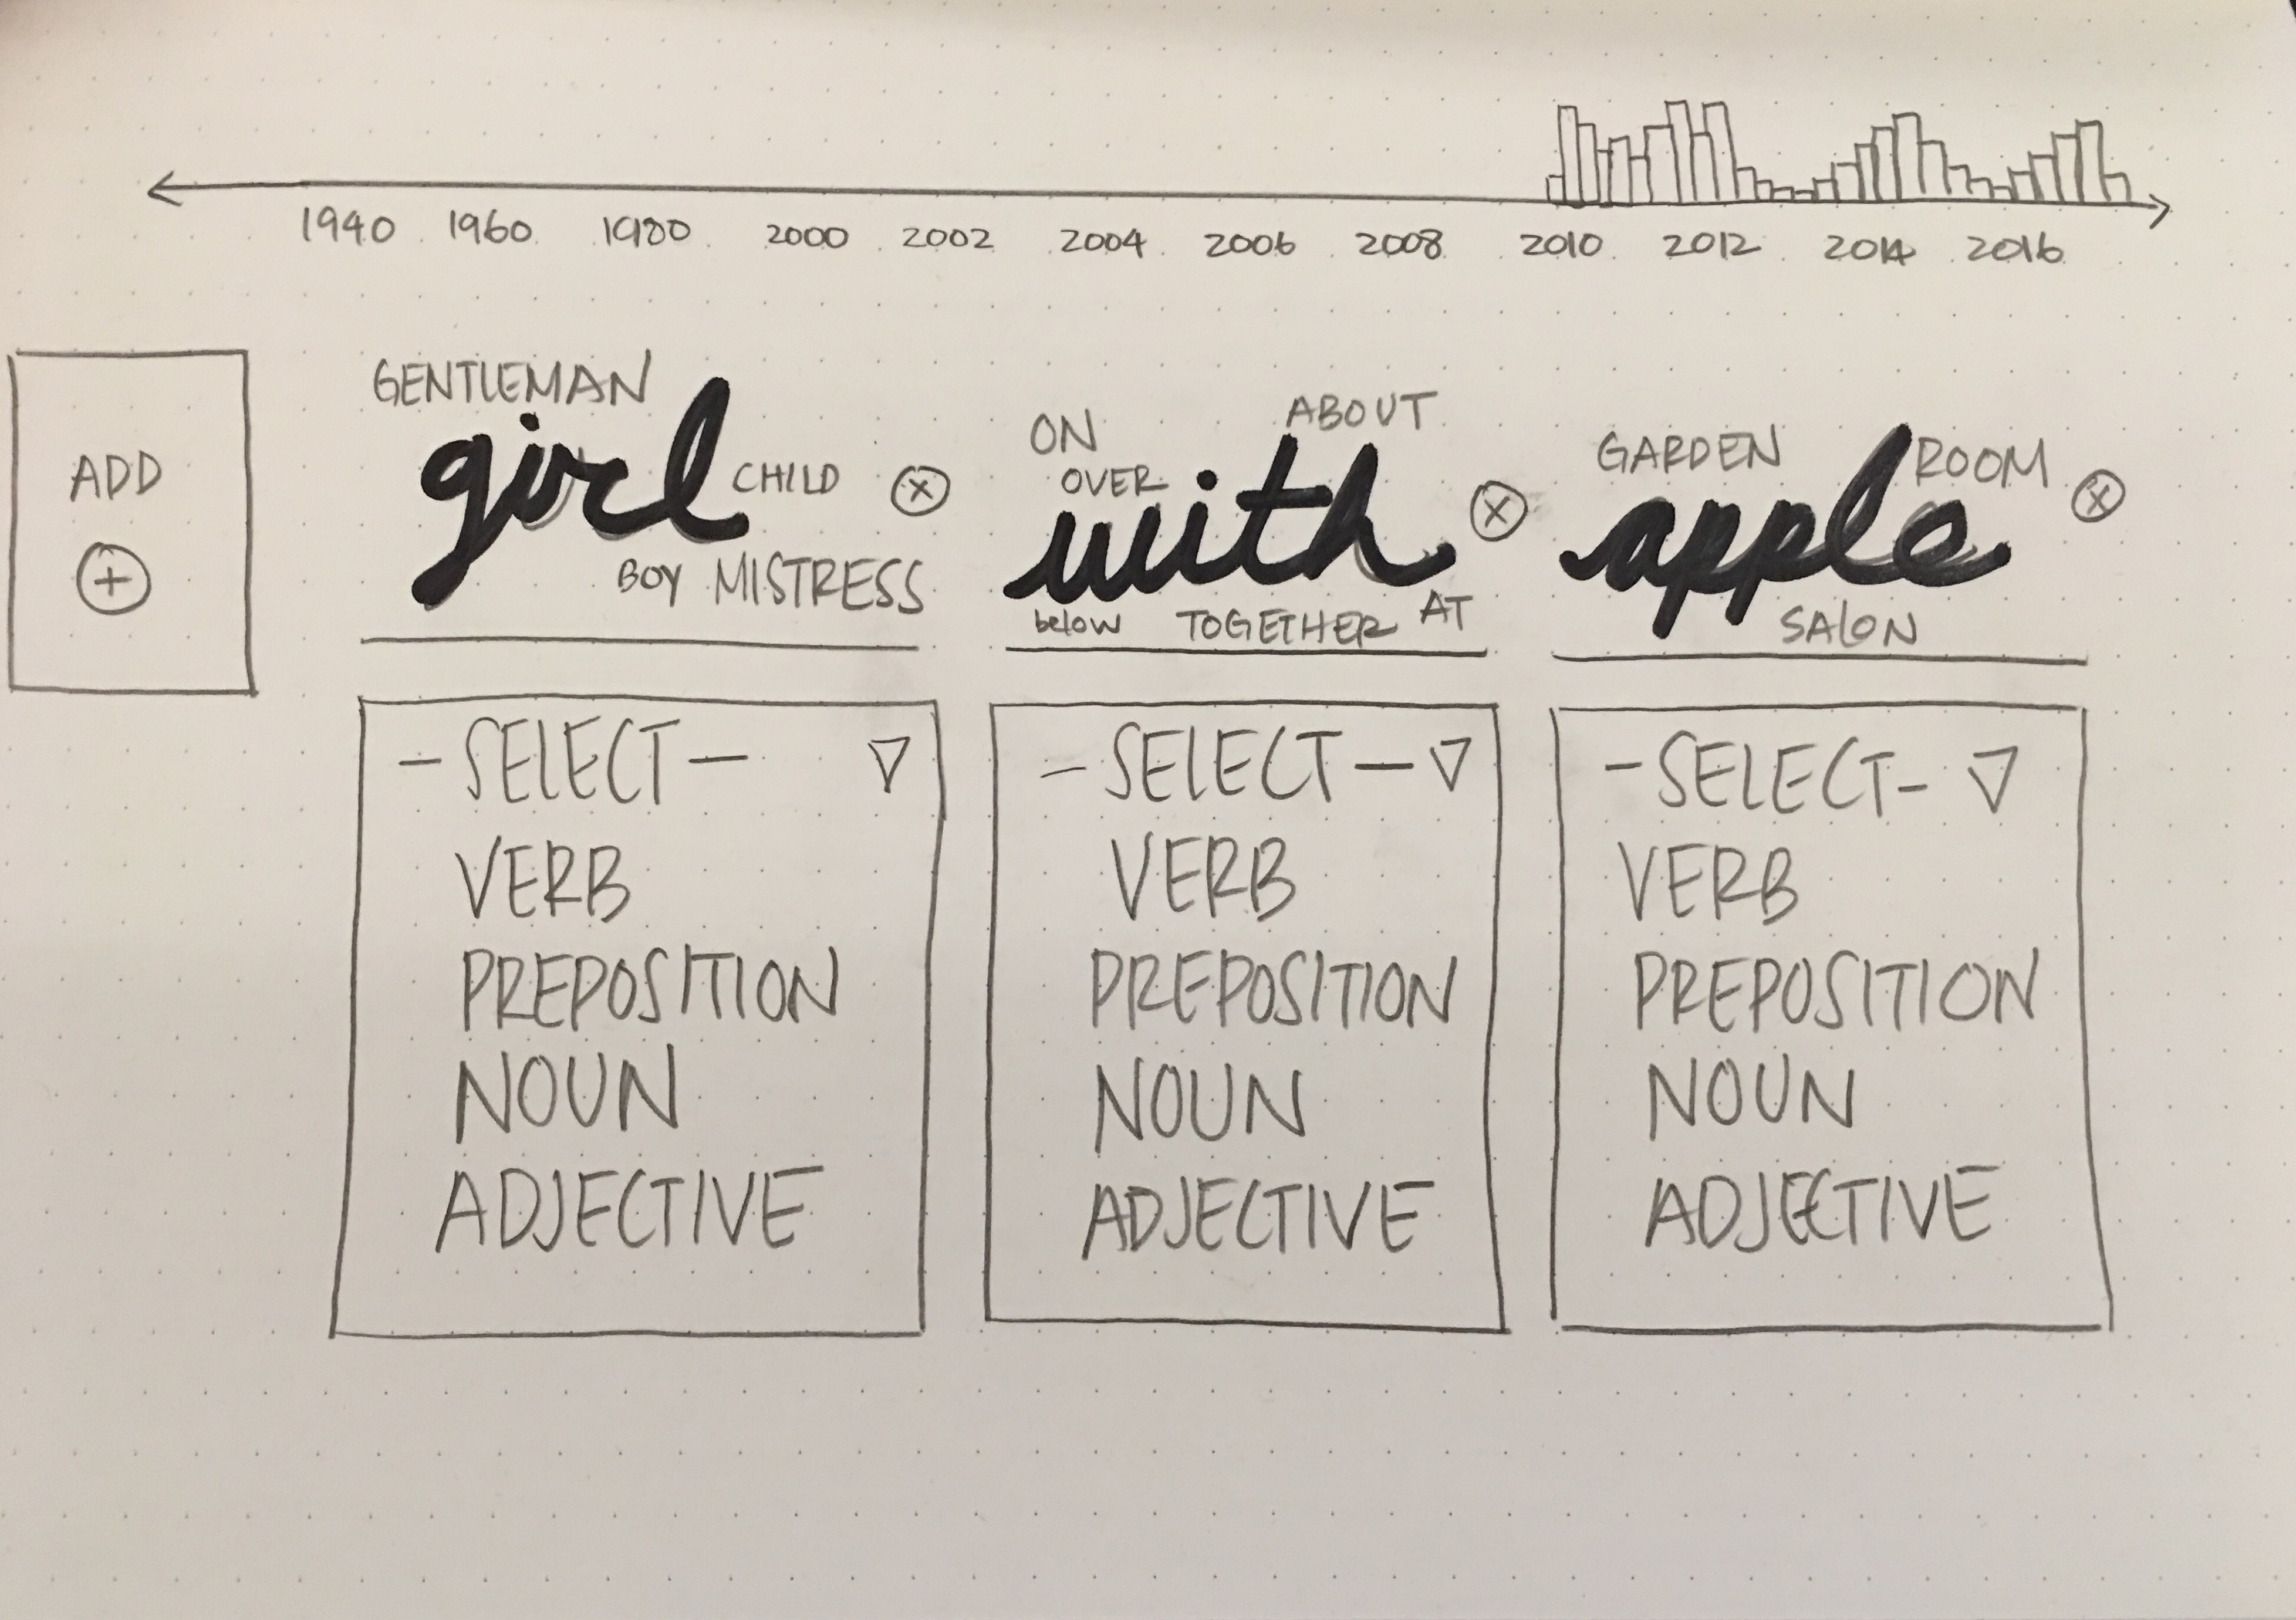 1940 1960 1980 2000 2002 2004 2006 2008 2010 2012 2014 2016
ADD
+
GENTLEMAN
girl CHILD x
BOY MISTRESS
ON ABOUT
OVER
with x
below TOGETHER AT
GARDEN ROOM
apple x
SALON
-SELECT-
VERB
PREPOSITION
NOUN
ADJECTIVE
-SELECT-
VERB
PREPOSITION
NOUN
ADJECTIVE
-SELECT-
VERB
PREPOSITION
NOUN
ADJECTIVE